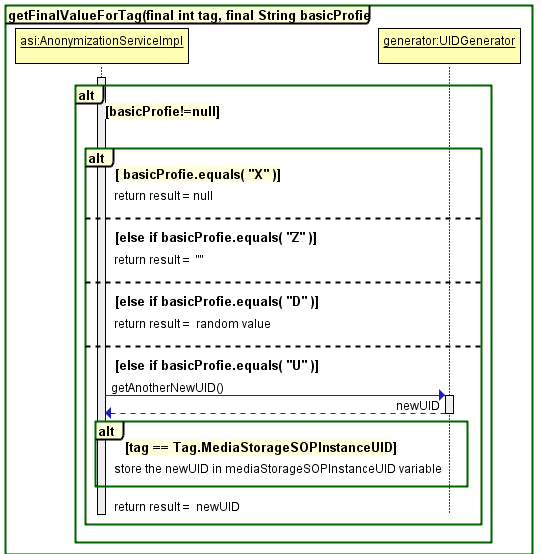 getFinalValueForTag(final int tag, final String basicProfie
asi:AnonymizationServiceImpl
generator:UIDGenerator
alt
[basicProfie!=null]
alt
[ basicProfie.equals( "X" )]
return result = null
[else if basicProfie.equals( "Z" )]
return result = ""
[else if basicProfie.equals( "D" )]
return result = random value
[else if basicProfie.equals( "U" )]
getAnotherNewUID()
newUID
alt
[tag == Tag.MediaStorageSOPInstanceUID]
store the newUID in mediaStorageSOPInstanceUID variable
return result = newUID